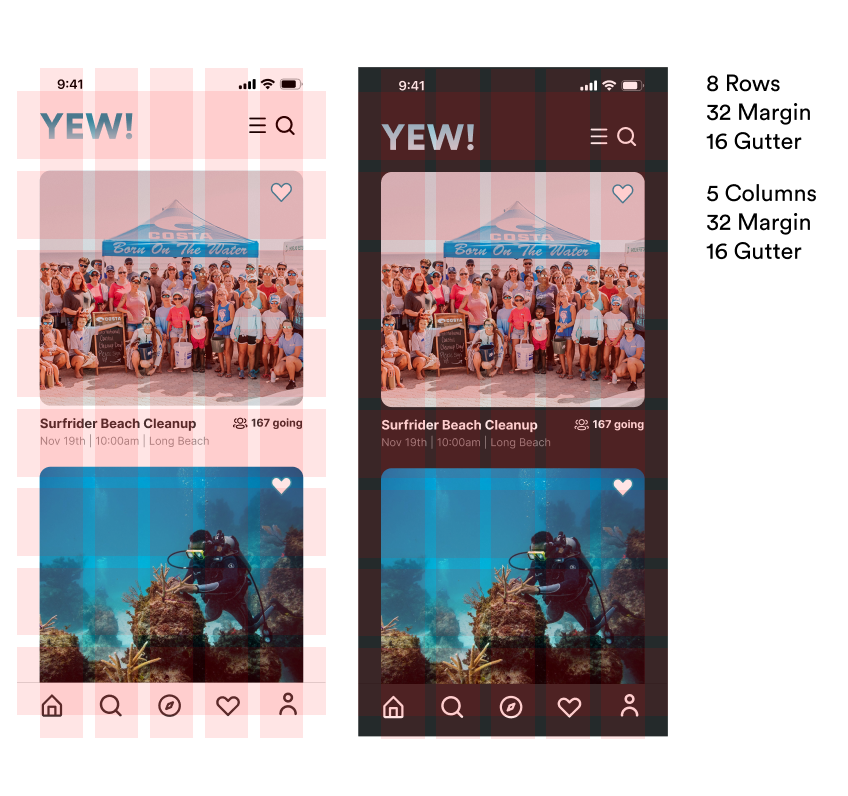 9:41
YEW!
COSTA
Born On The Water
COSTA
Surfrider Beach Cleanup
167 going
Nov 19th | 10:00am | Long Beach
9:41
YEW!
COSTA
Born On The Water
COSTA
Surfrider Beach Cleanup
167 going
Nov 19th | 10:00am | Long Beach
8 Rows
32 Margin
16 Gutter
5 Columns
32 Margin
16 Gutter